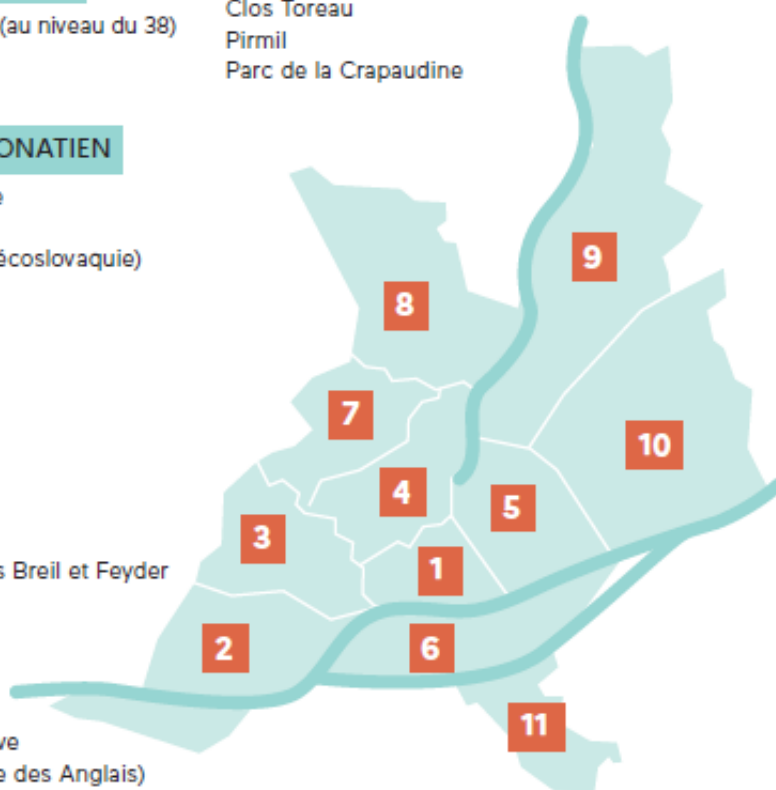 (au niveau du 38)
ONATIEN
écoslovaquie)
s Breil et Feyder
ve
e des Anglais)
Clos Toreau
Pirmil
Parc de la Crapaudine
9
8
7
10
4
5
3
1
2
6
11